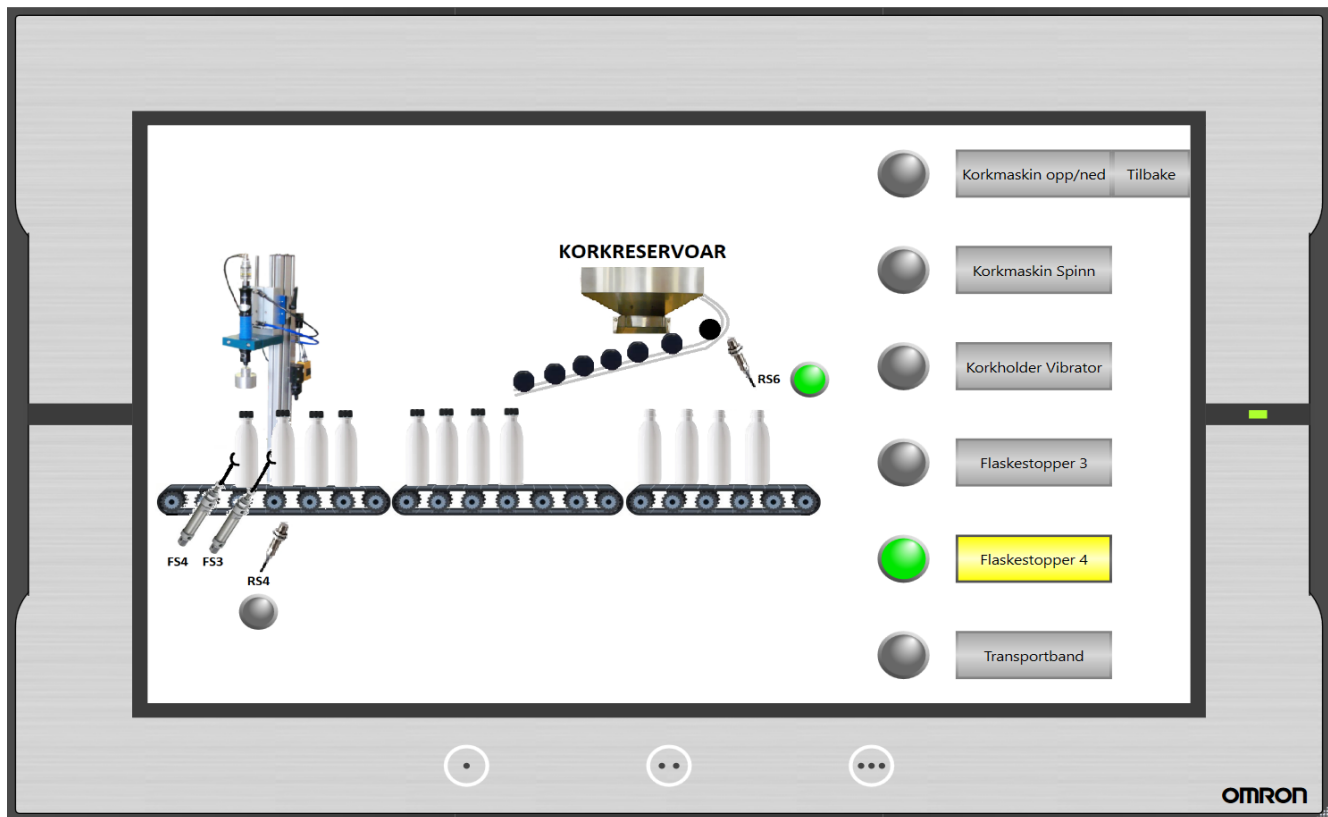 Korkmaskin opp/ned Tilbake
KORKRESERVOAR
Korkmaskin Spinn
Korkholder Vibrator
RS6
Flaskestopper 3
FS4 FS3
Flaskestopper 4
RS4
Transportband
OMRON